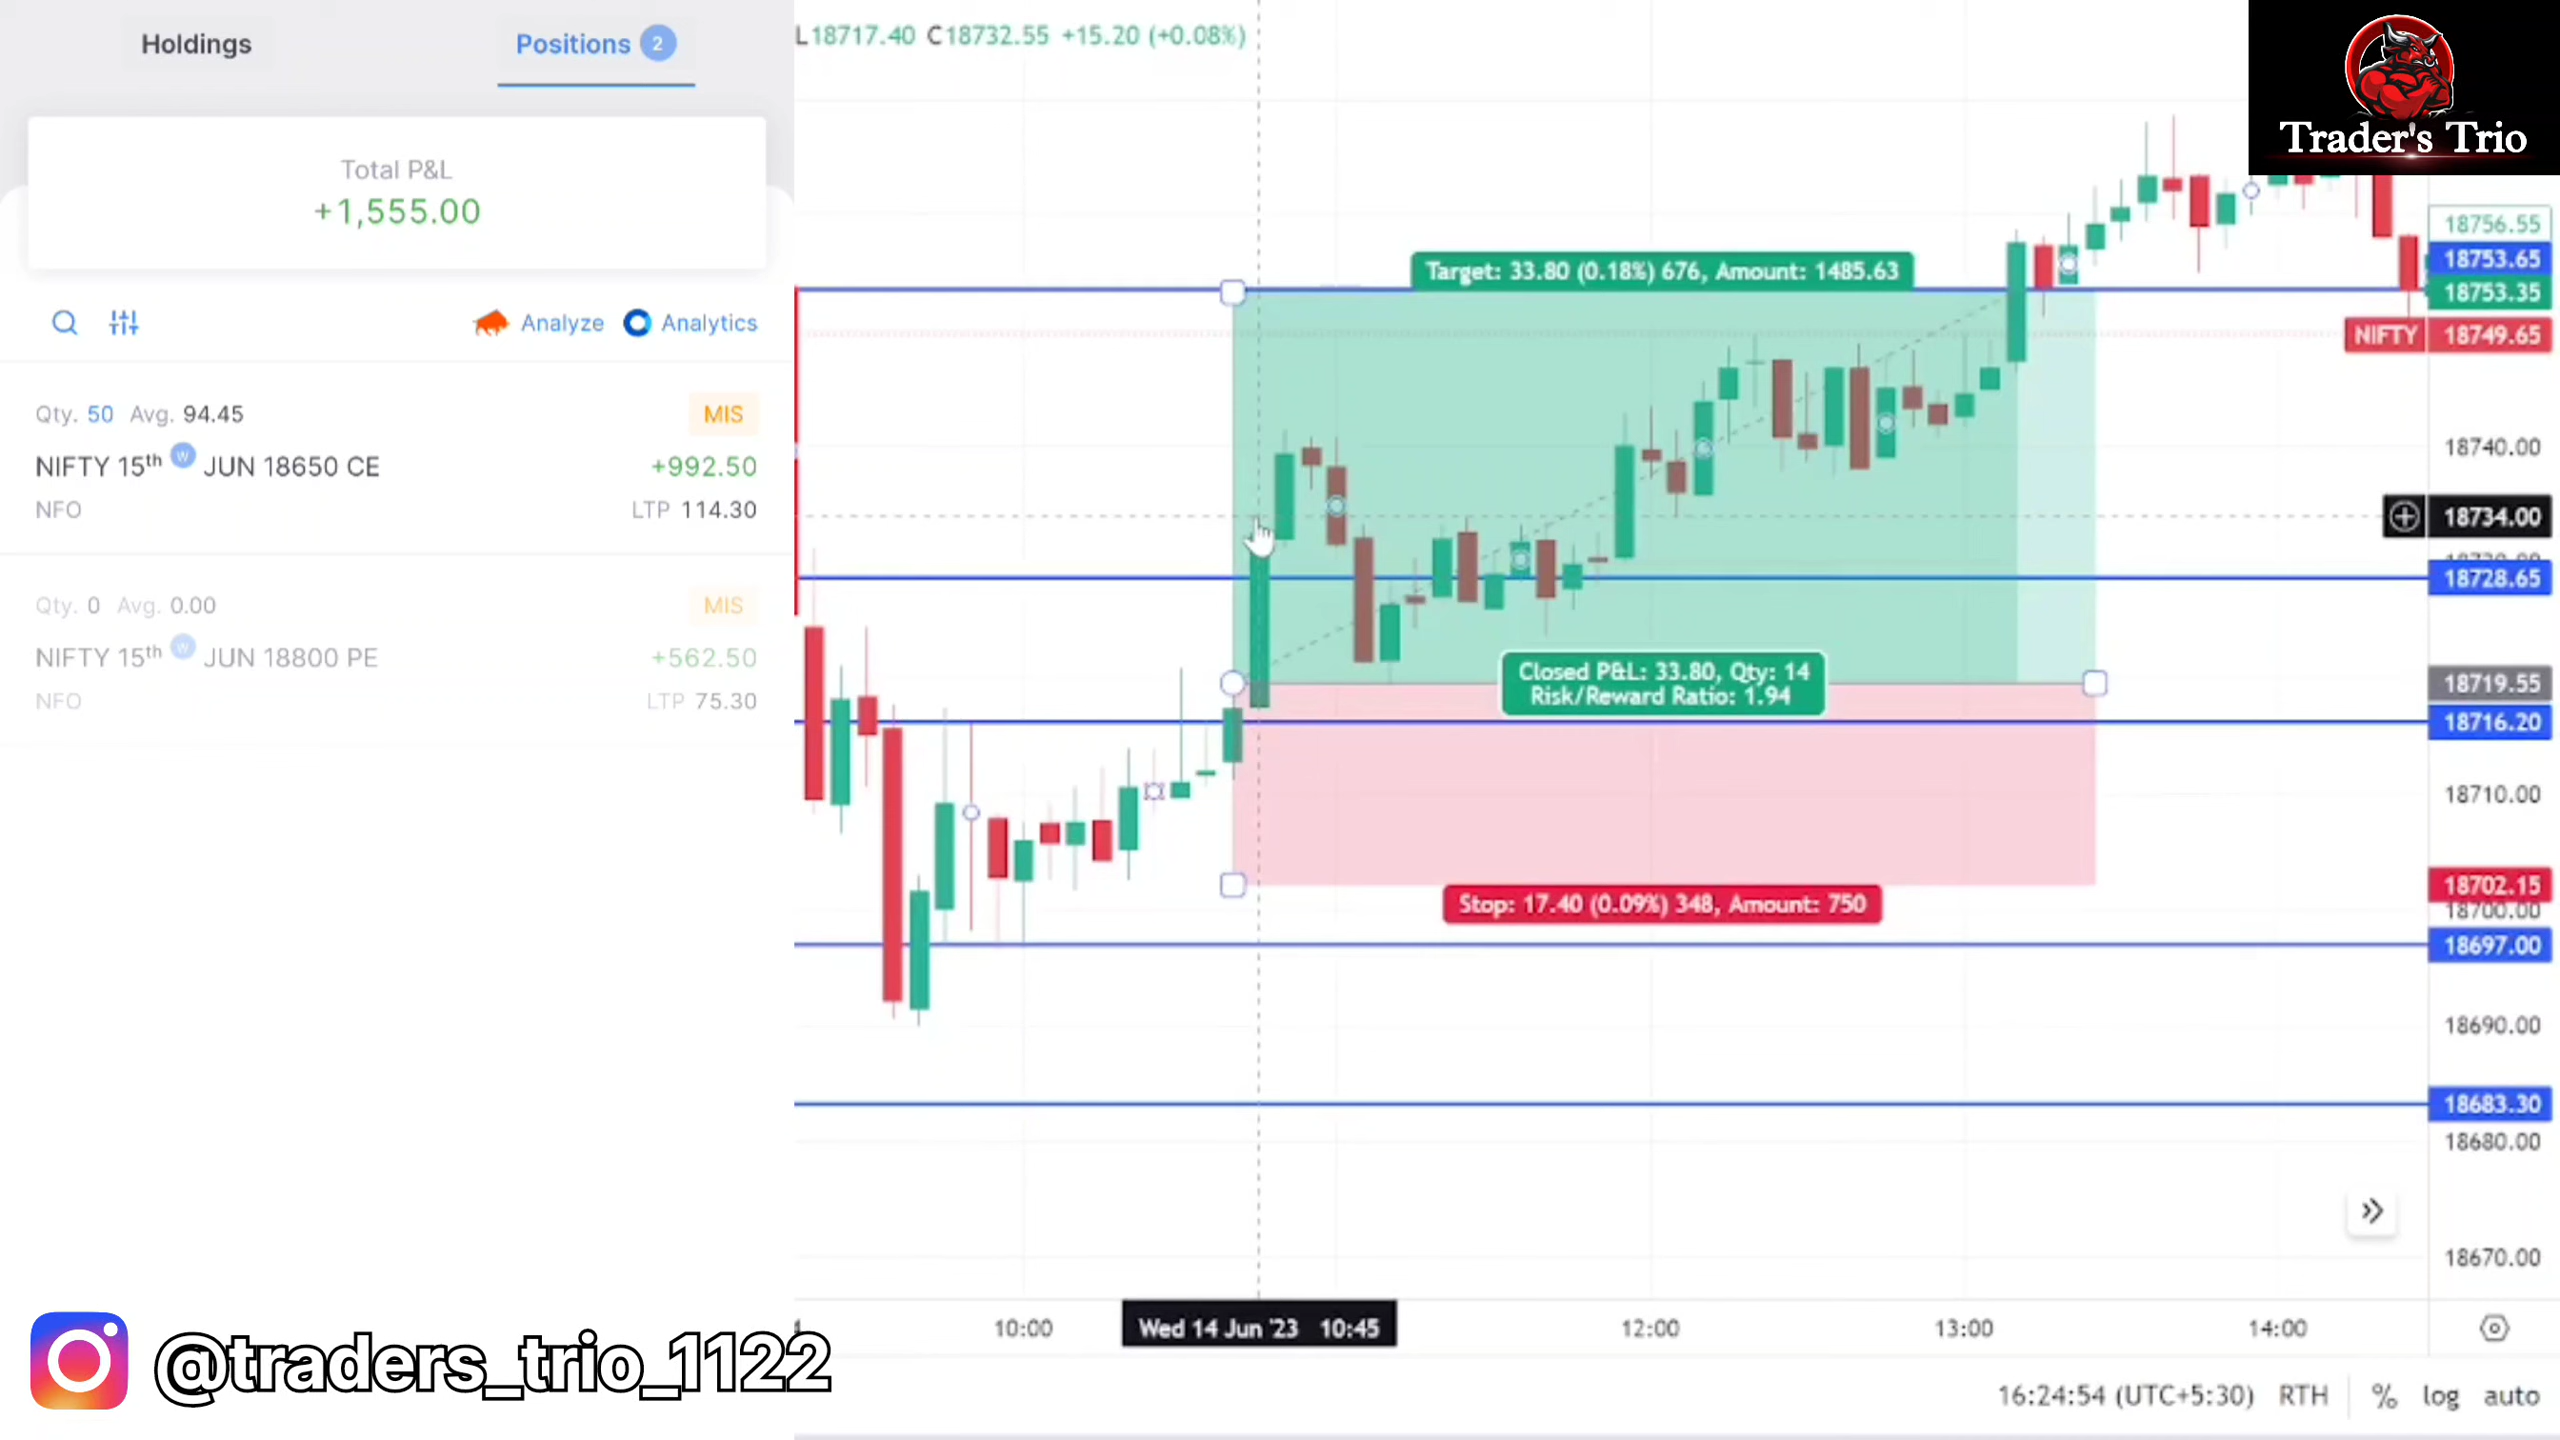 Holdings
Positions 2
Total P&L
+1,555.00
Analyze
Analytics
Qty. 50 Avg. 94.45
MIS
NIFTY 15th W JUN 18650 CE
+992.50
NFO
LTP 114.30
Qty. 0 Avg. 0.00
MIS
NIFTY 15th W JUN 18800 PE
+562.50
NFO
LTP 75.30
@traders_trio_1122
L18717.40 C18732.55 +15.20 (+0.08%)
Trader's Trio
Target: 33.80 (0.18%) 676, Amount: 1485.63
Closed P&L: 33.80, Qty: 14
Risk/Reward Ratio: 1.94
Stop: 17.40 (0.09%) 348, Amount: 750
18756.55
18753.65
18753.35
NIFTY 18749.65
18740.00
18734.00
18728.65
18719.55
18716.20
18710.00
18702.15
18700.00
18697.00
18690.00
18683.30
18680.00
18670.00
10:00
Wed 14 Jun '23 10:45
12:00
13:00
14:00
16:24:54 (UTC+5:30) RTH % log auto